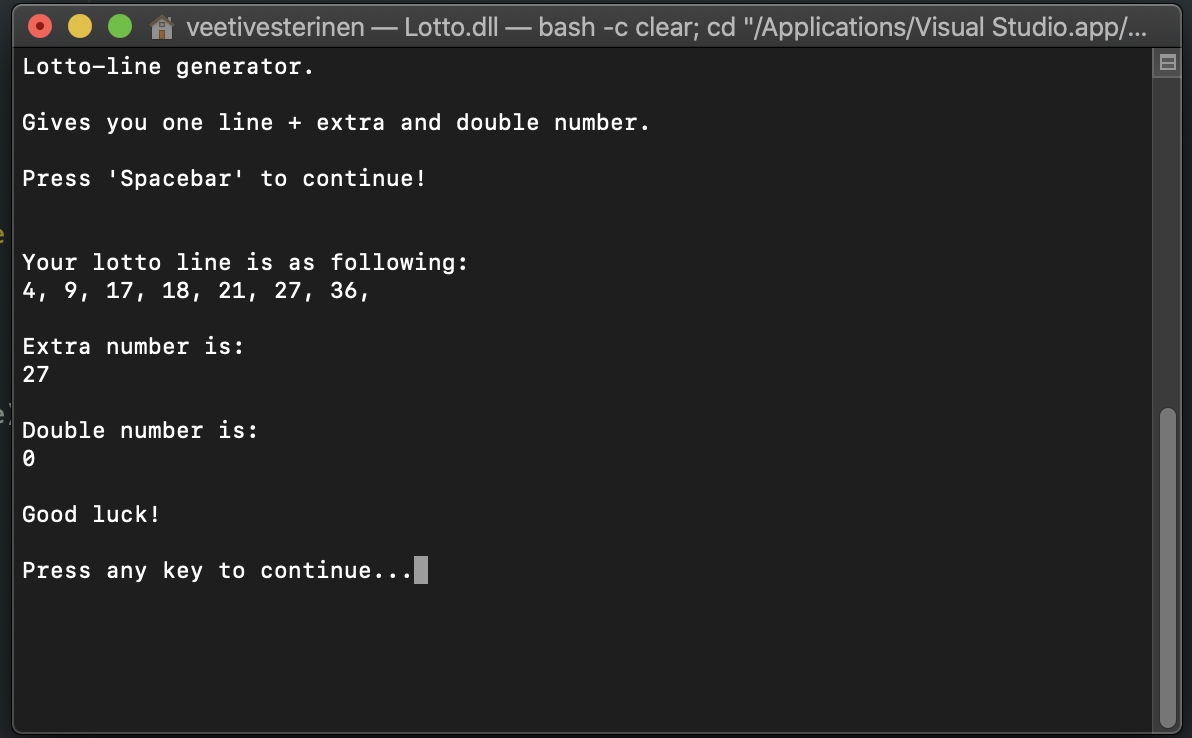 veetivesterinen — Lotto.dll — bash -c clear; cd "/Applications/Visual Studio.app/...
Lotto-line generator.
Gives you one line + extra and double number.
Press 'Spacebar' to continue!
Your lotto line is as following:
4, 9, 17, 18, 21, 27, 36,
Extra number is:
27
Double number is:
0
Good luck!
Press any key to continue...